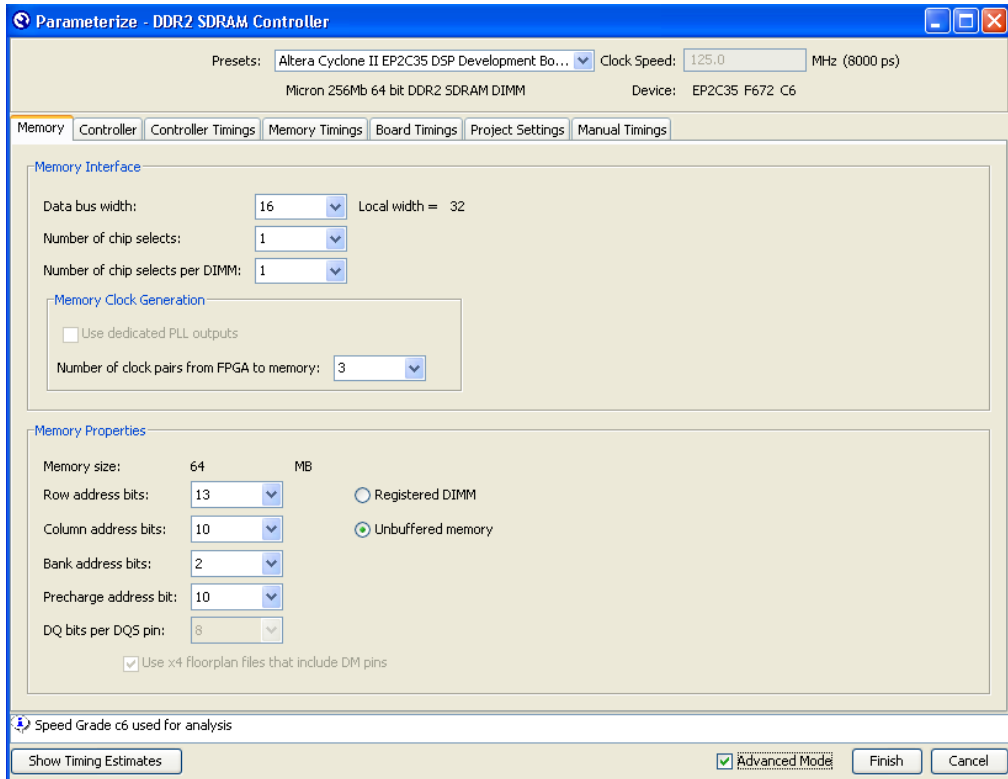 Parameterize - DDR2 SDRAM Controller
Presets: Altera Cyclone II EP2C35 DSP Development Bo... Clock Speed: 125.0 MHz (8000 ps)
Micron 256Mb 64 bit DDR2 SDRAM DIMM Device: EP2C35 F672 C6
Memory Controller Controller Timings Memory Timings Board Timings Project Settings Manual Timings
Memory Interface
Data bus width: 16 Local width = 32
Number of chip selects: 1
Number of chip selects per DIMM: 1
Memory Clock Generation
Use dedicated PLL outputs
Number of clock pairs from FPGA to memory: 3
Memory Properties
Memory size: 64 MB
Row address bits: 13 Registered DIMM
Column address bits: 10 Unbuffered memory
Bank address bits: 2
Precharge address bit: 10
DQ bits per DQS pin: 8
Use x4 floorplan files that include DM pins
Speed Grade c6 used for analysis
Show Timing Estimates Advanced Mode Finish Cancel